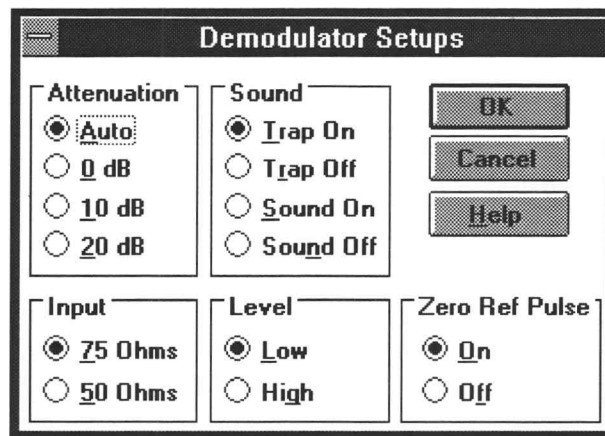 Demodulator Setups
Attenuation
Auto
0 dB
10 dB
20 dB
Sound
Trap On
Trap Off
Sound On
Sound Off
OK
Cancel
Help
Input
75 Ohms
50 Ohms
Level
Low
High
Zero Ref Pulse
On
Off